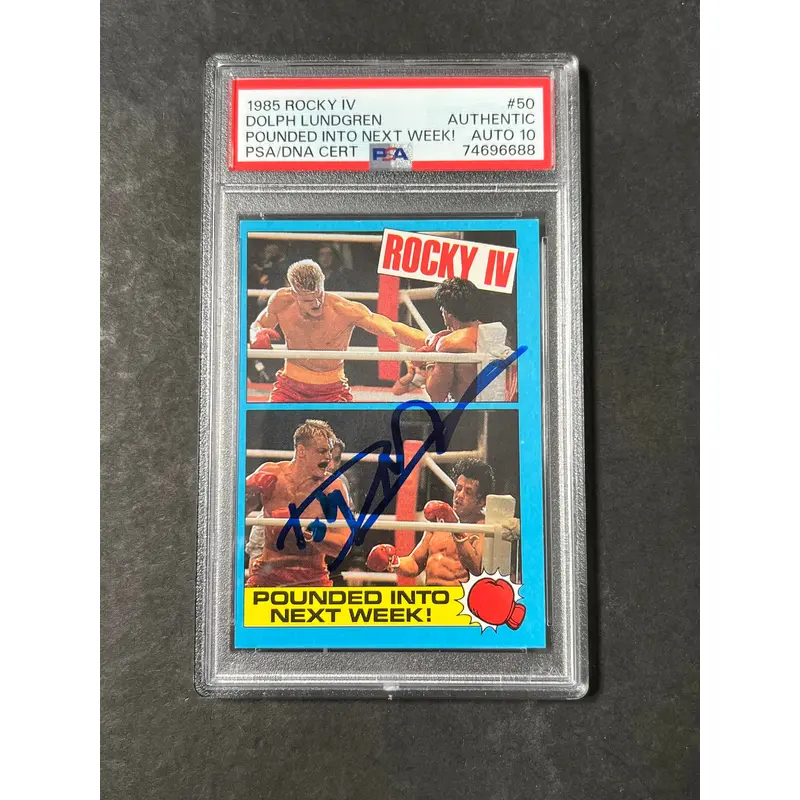 1985 ROCKY IV #50
DOLPH LUNDGREN AUTHENTIC
POUNDED INTO NEXT WEEK! AUTO 10
PSA/DNA CERT PSA 74696688
ROCKY IV
POUNDED INTO
NEXT WEEK!